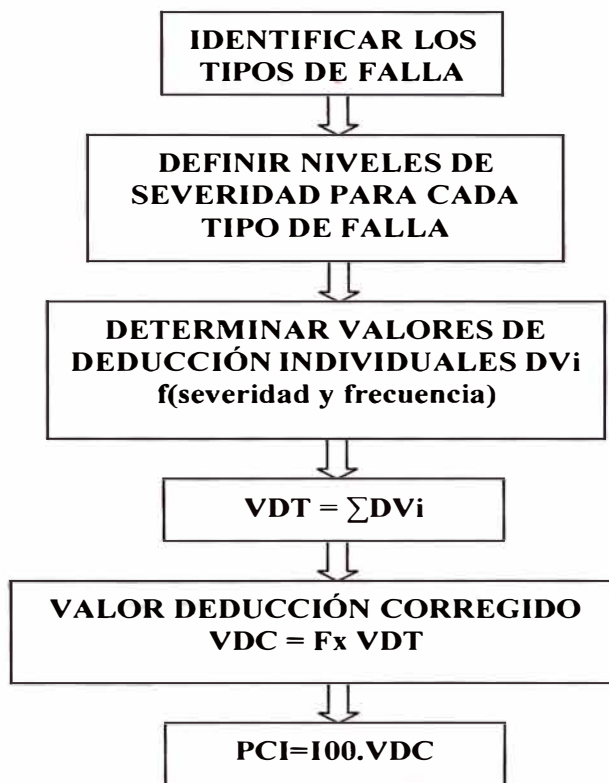 IDENTIFICAR LOS
TIPOS DE FALLA
DEFINIR NIVELES DE
SEVERIDAD PARA CADA
TIPO DE FALLA
DETERMINAR VALORES DE
DEDUCCIÓN INDIVIDUALES DVi
f(severidad y frecuencia)
VDT = ∑DVi
VALOR DEDUCCIÓN CORREGIDO
VDC = Fx VDT
PCI=100.VDC